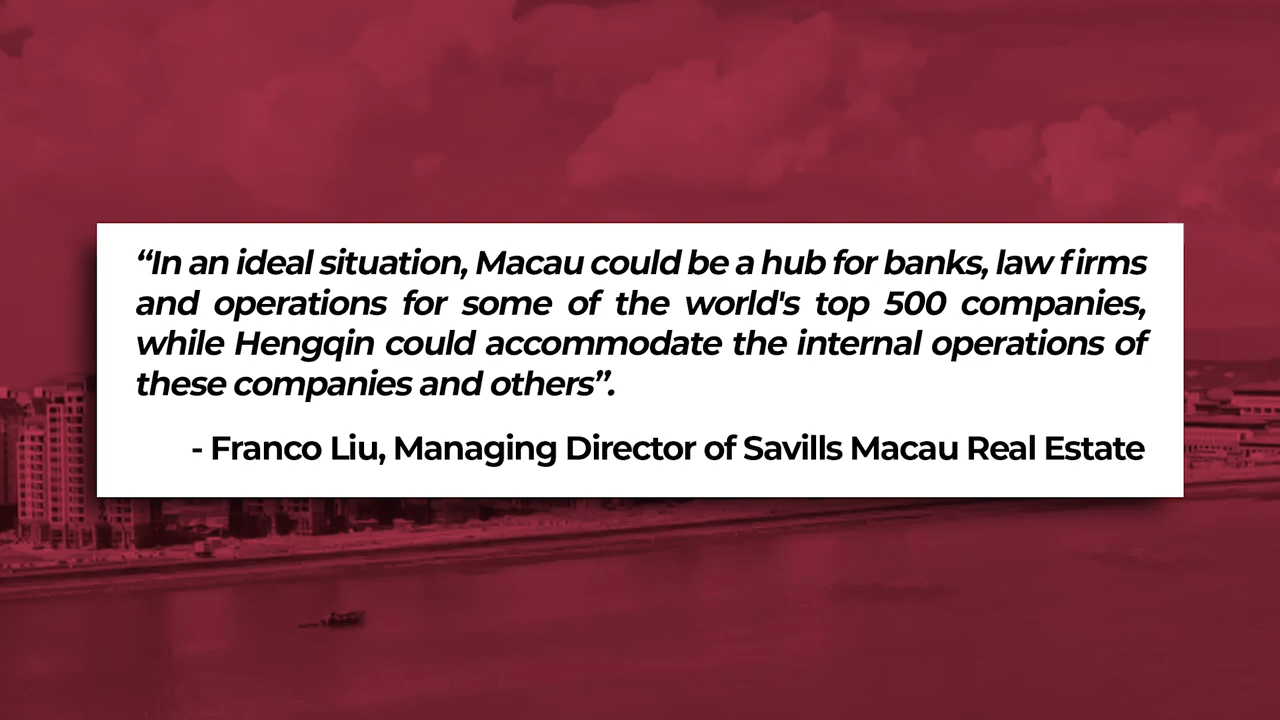 “In an ideal situation, Macau could be a hub for banks, law firms
and operations for some of the world's top 500 companies,
while Hengqin could accommodate the internal operations of
these companies and others”.
- Franco Liu, Managing Director of Savills Macau Real Estate